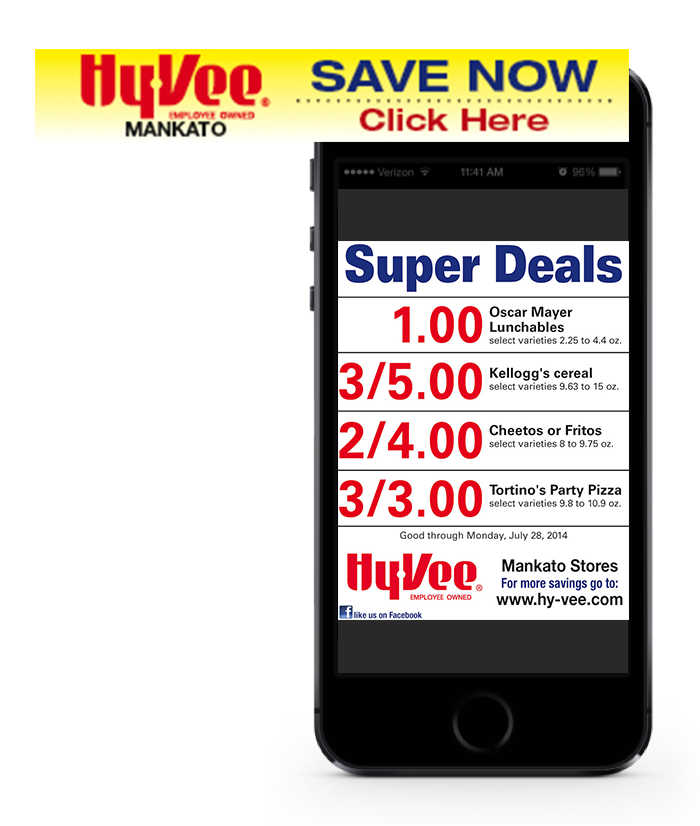 HyVee®
EMPLOYEE OWNED
MANKATO
SAVE NOW
Click Here
Verizon 11:41 AM 96%
Super Deals
1.00 Oscar Mayer
Lunchables
select varieties 2.25 to 4.4 oz.
3/5.00 Kellogg's cereal
select varieties 9.63 to 15 oz.
2/4.00 Cheetos or Fritos
select varieties 8 to 9.75 oz.
3/3.00 Tortino's Party Pizza
select varieties 9.8 to 10.9 oz.
Good through Monday, July 28, 2014
HyVee®
EMPLOYEE OWNED
f like us on Facebook
Mankato Stores
For more savings go to:
www.hy-vee.com